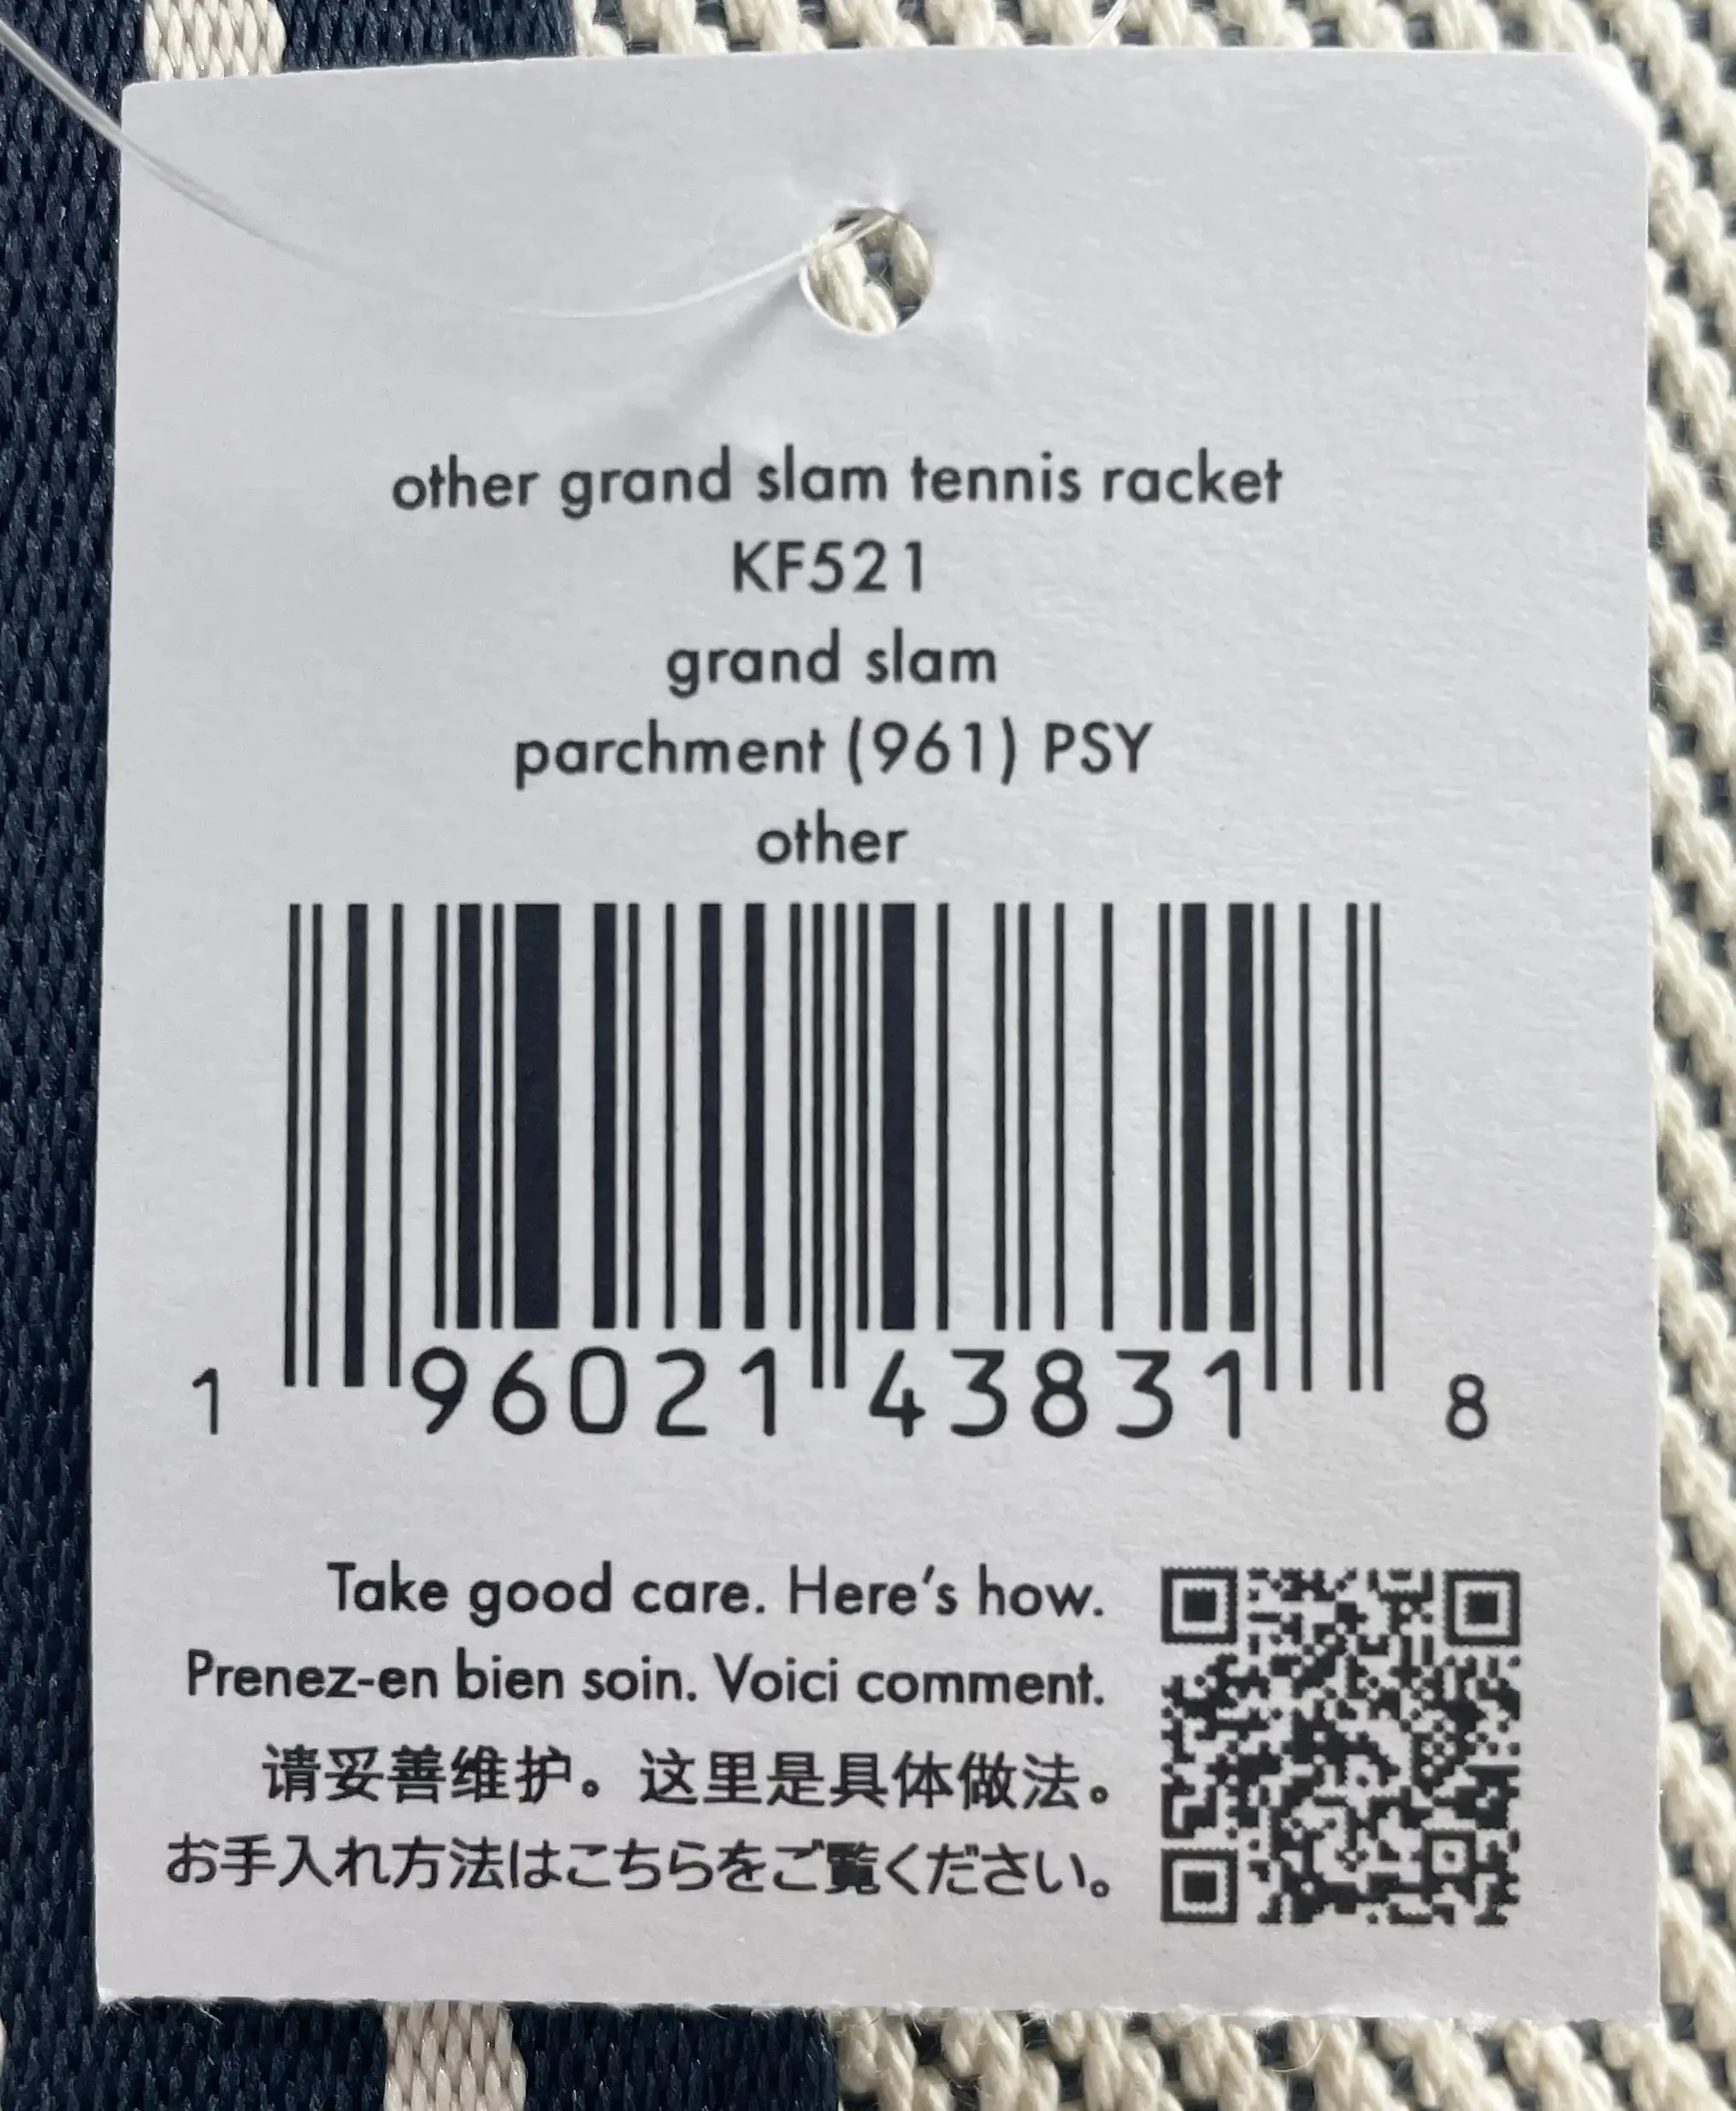 other grand slam tennis racket
KF521
grand slam
parchment (961) PSY
other
1 96021 43831 8
Take good care. Here's how.
Prenez-en bien soin. Voici comment.
请妥善维护。这里是具体做法。
お手入れ方法はこちらをご覧ください。